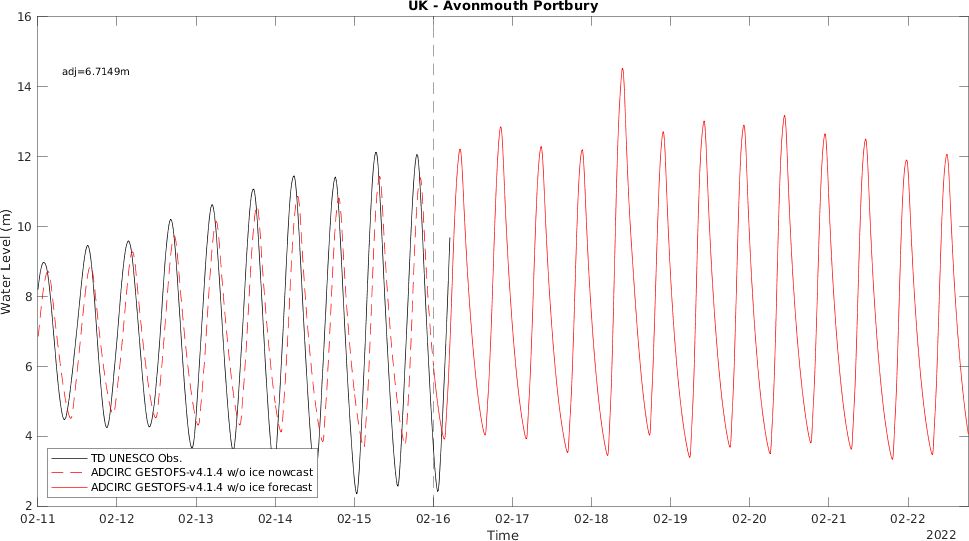 UK - Avonmouth Portbury
16
14
12
10
8
6
4
2
Water Level (m)
adj=6.7149m
TD UNESCO Obs.
ADCIRC GESTOFS-v4.1.4 w/o ice nowcast
ADCIRC GESTOFS-v4.1.4 w/o ice forecast
02-11 02-12 02-13 02-14 02-15 02-16 02-17 02-18 02-19 02-20 02-21 02-22
Time
2022